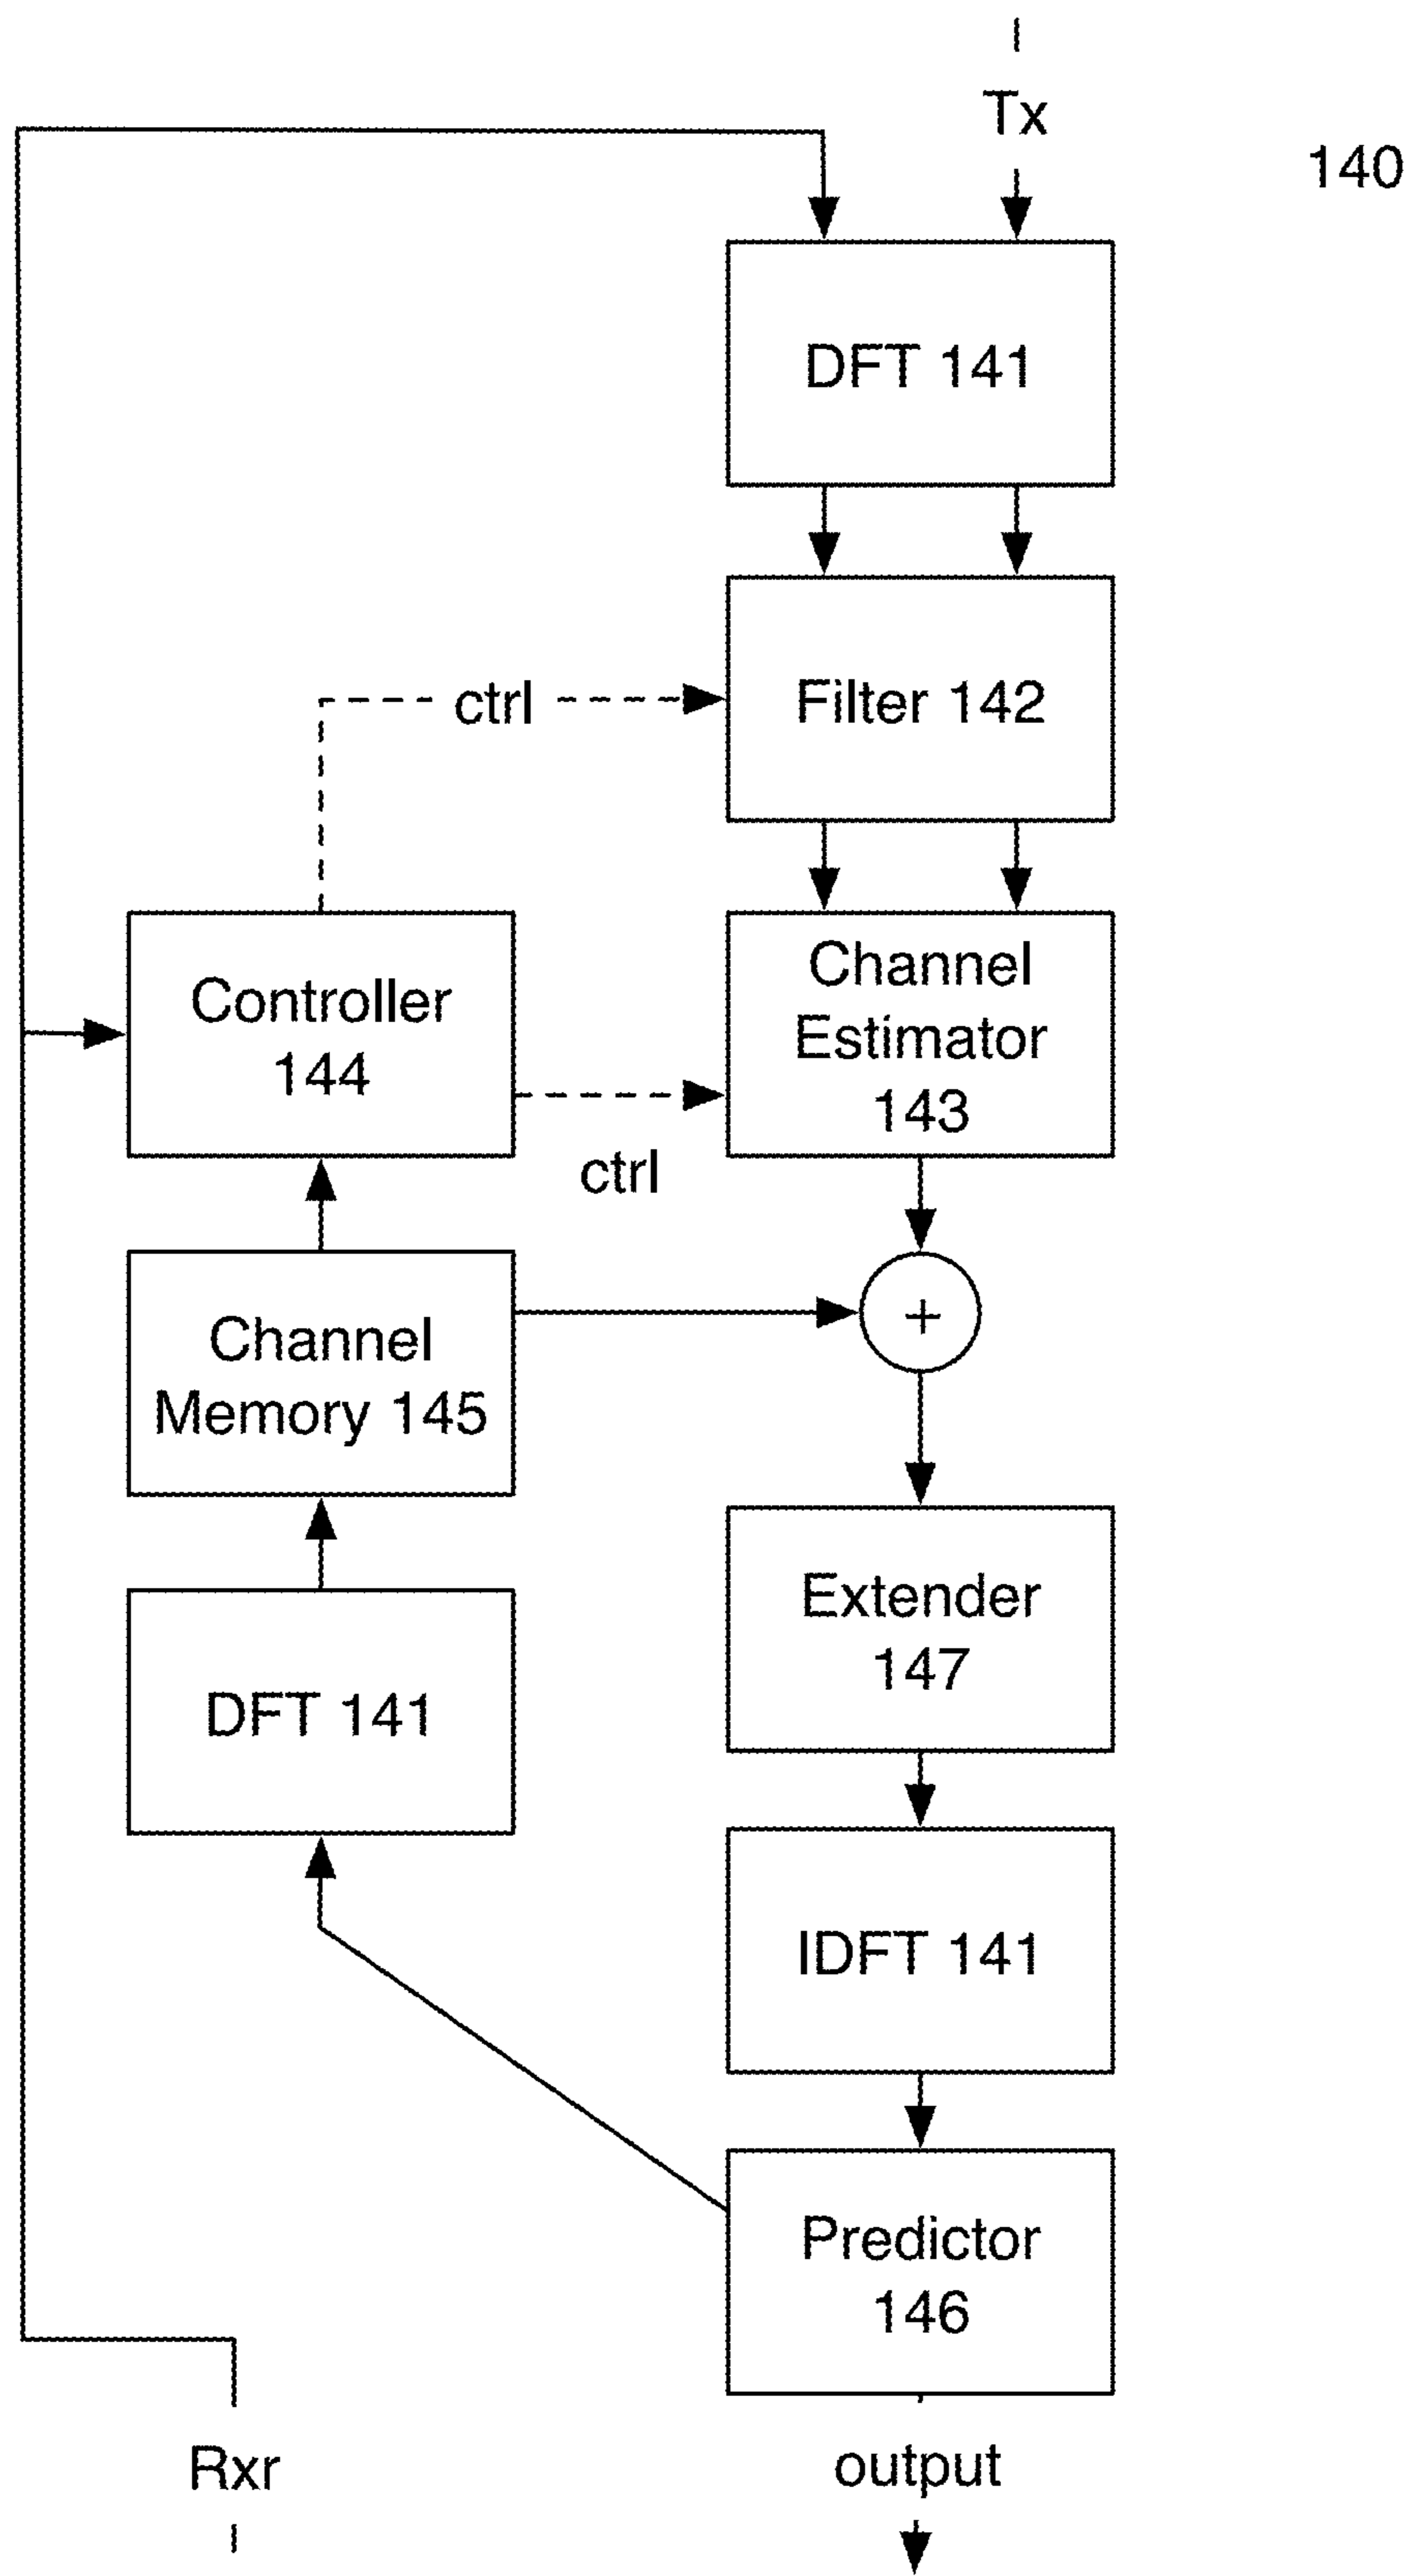 Tx
140
DFT 141
ctrl
Filter 142
Controller
144
Channel
Estimator
143
ctrl
Channel
Memory 145
+
Extender
147
DFT 141
IDFT 141
Predictor
146
Rxr
output